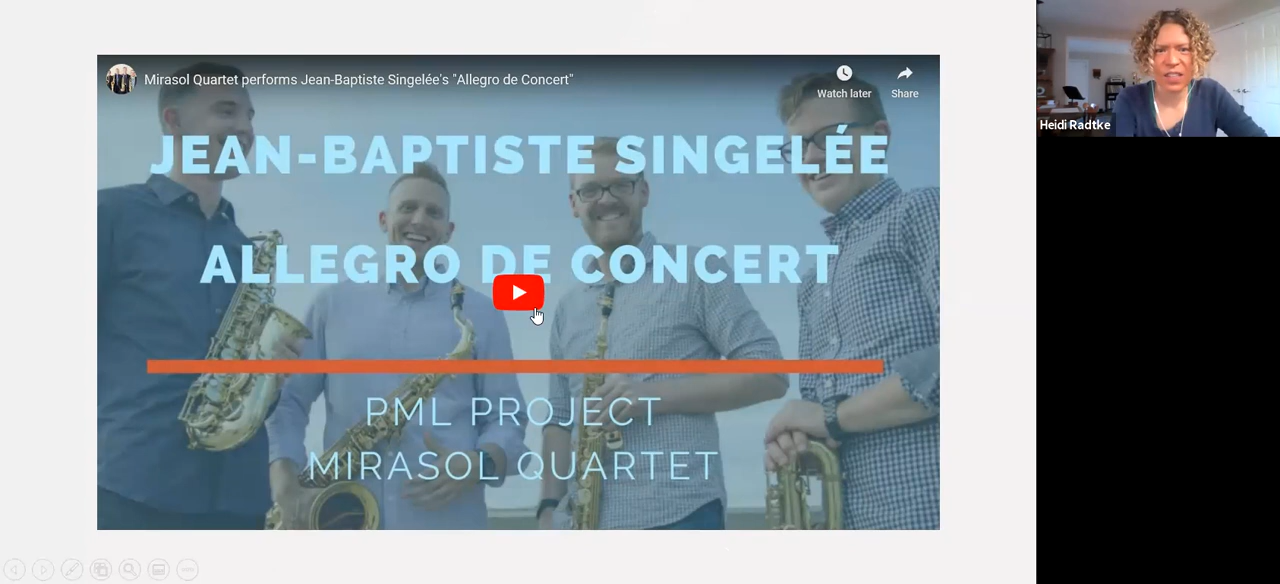 Mirasol Quartet performs Jean-Baptiste Singelée's "Allegro de Concert"
Watch later
Share
JEAN-BAPTISTE SINGELÉE
ALLEGRO DE CONCERT
PML PROJECT
MIRASOL QUARTET
Heidi Radtke